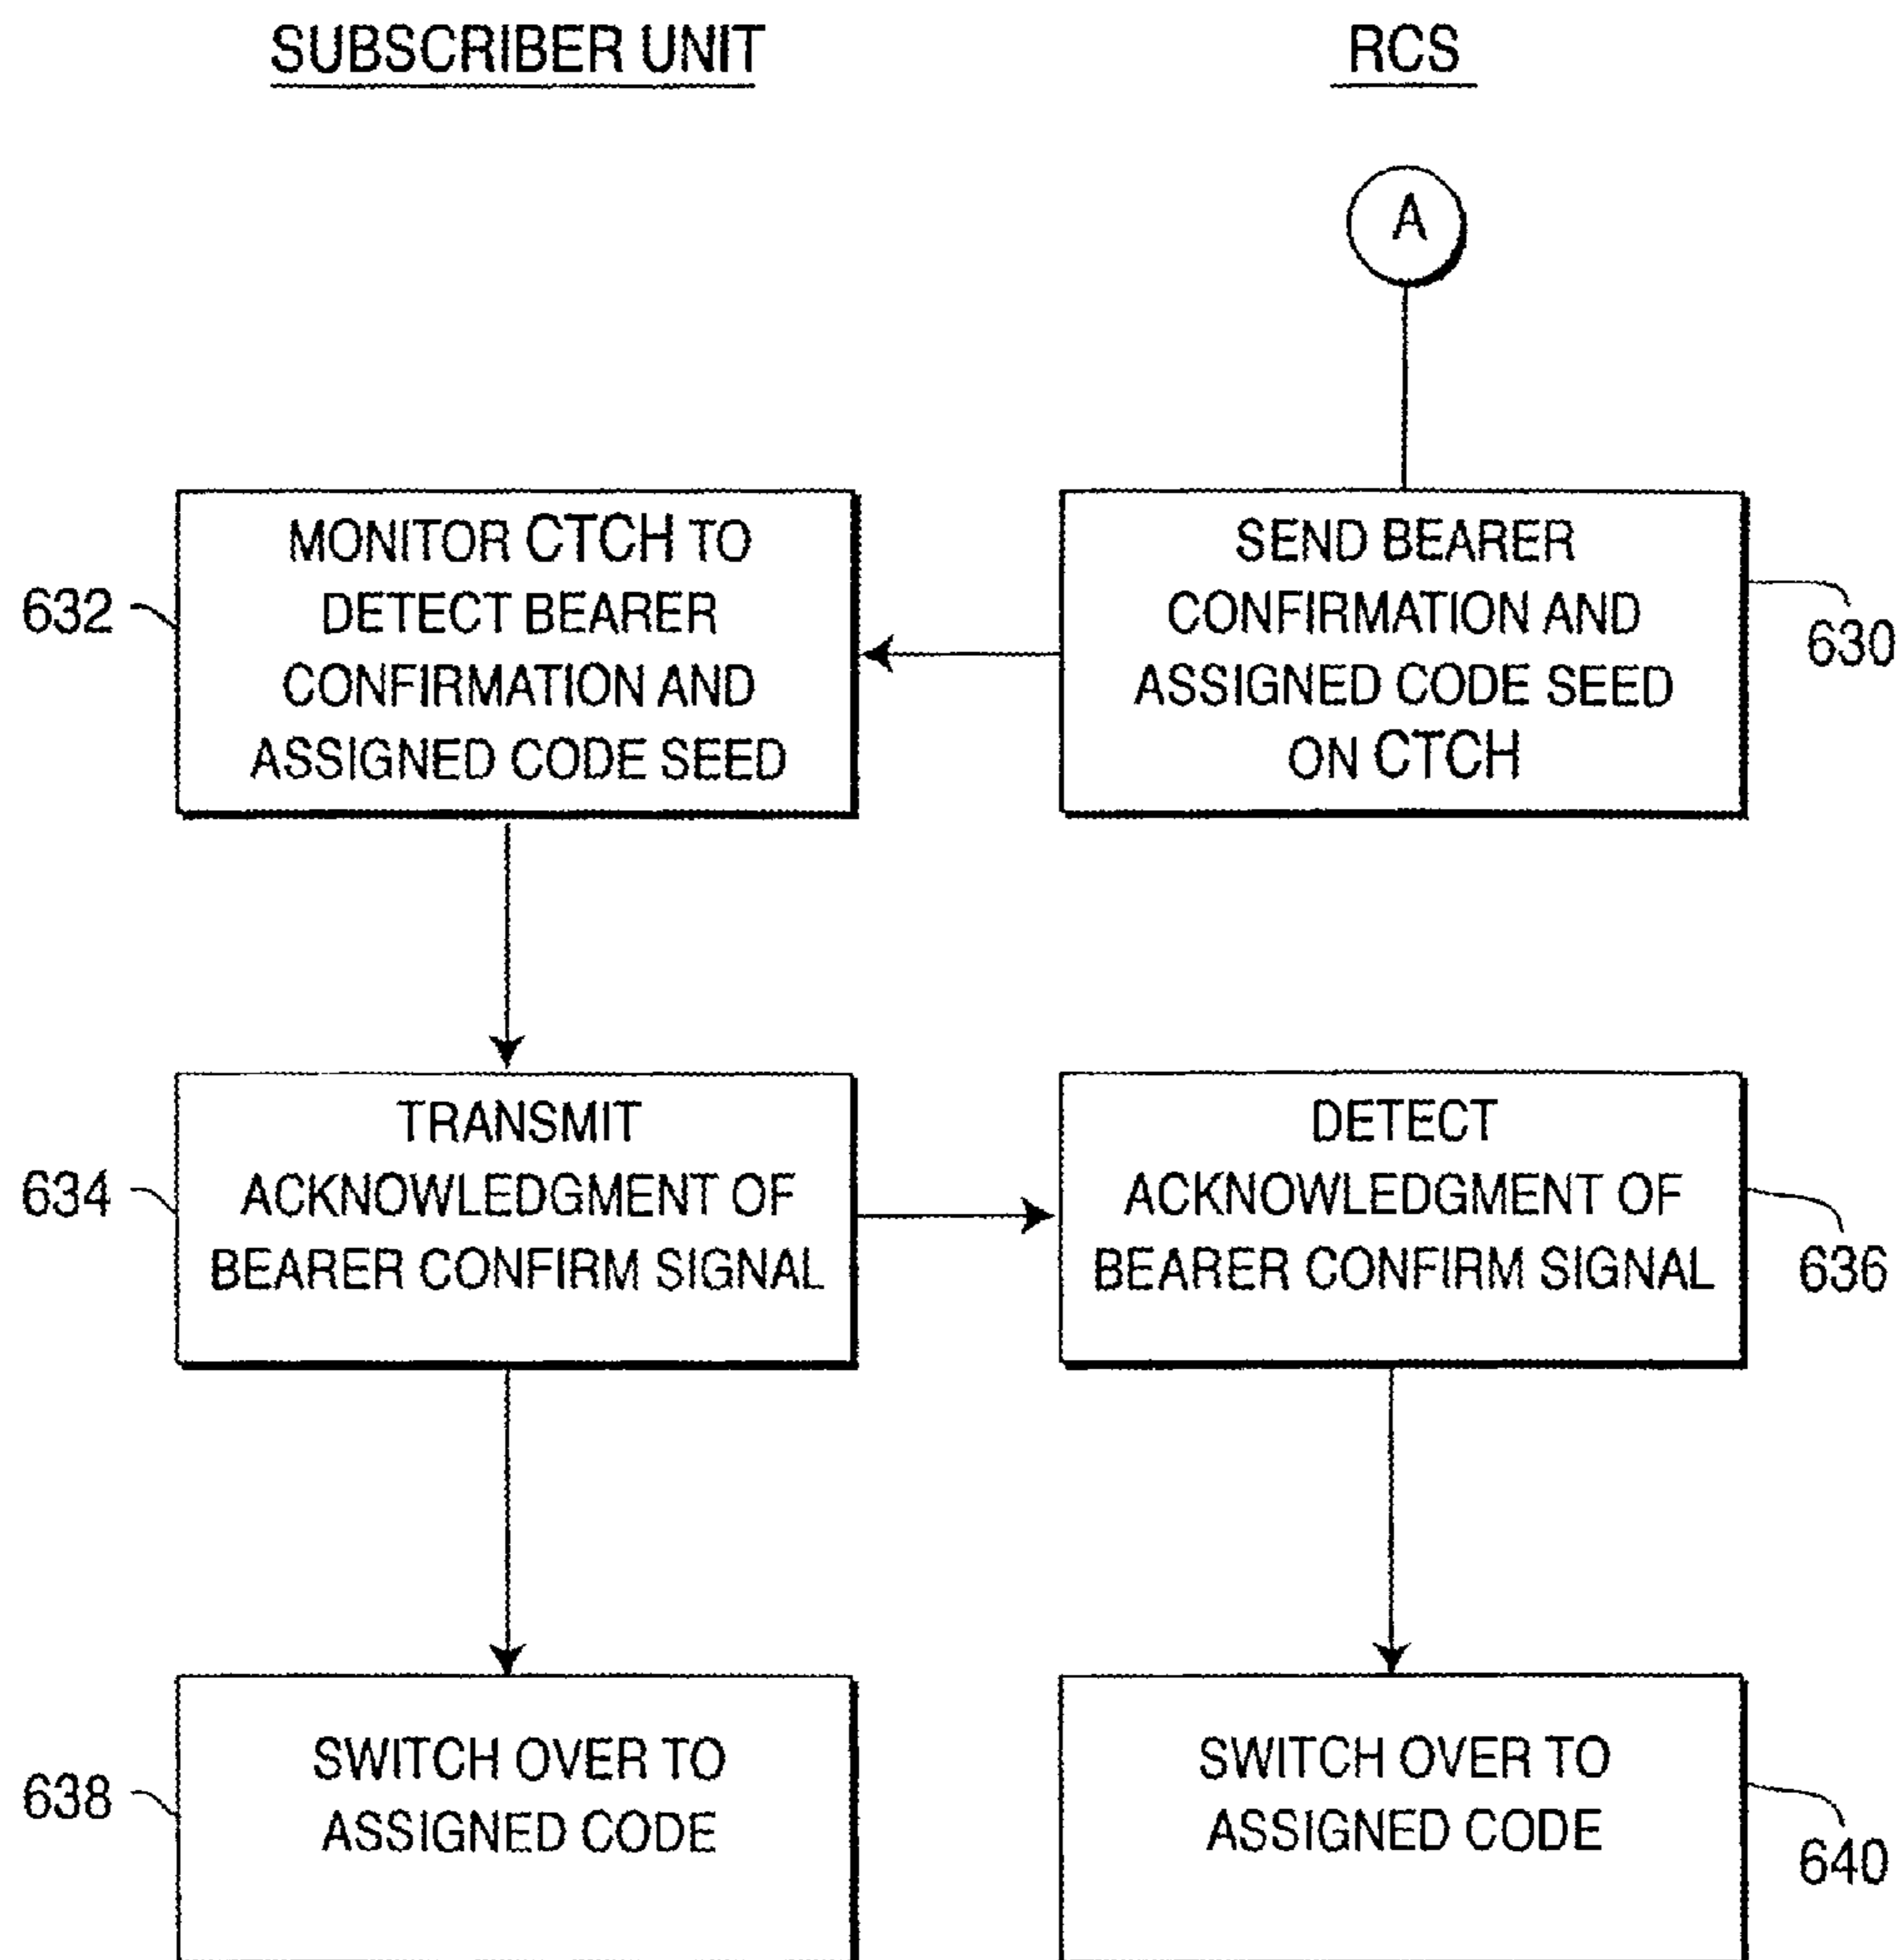 SUBSCRIBER UNIT
RCS
A
MONITOR CTCH TO
DETECT BEARER
CONFIRMATION AND
ASSIGNED CODE SEED
632
SEND BEARER
CONFIRMATION AND
ASSIGNED CODE SEED
ON CTCH
630
TRANSMIT
ACKNOWLEDGMENT OF
BEARER CONFIRM SIGNAL
634
DETECT
ACKNOWLEDGMENT OF
BEARER CONFIRM SIGNAL
636
SWITCH OVER TO
ASSIGNED CODE
638
SWITCH OVER TO
ASSIGNED CODE
640